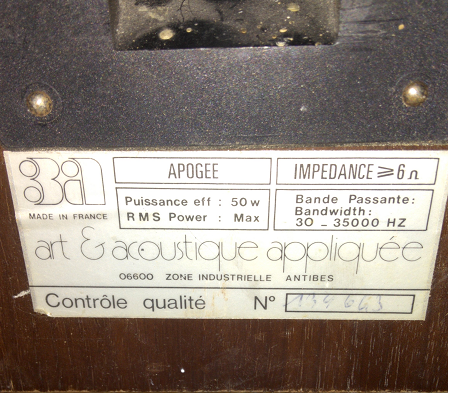 3a
MADE IN FRANCE
APOGEE
IMPEDANCE ⩾ 6 Ω
Puissance eff : 50 w
RMS Power : Max
Bande Passante:
Bandwidth:
30 _ 35000 HZ
art & acoustique appliquée
06600 ZONE INDUSTRIELLE ANTIBES
Contrôle qualité N°